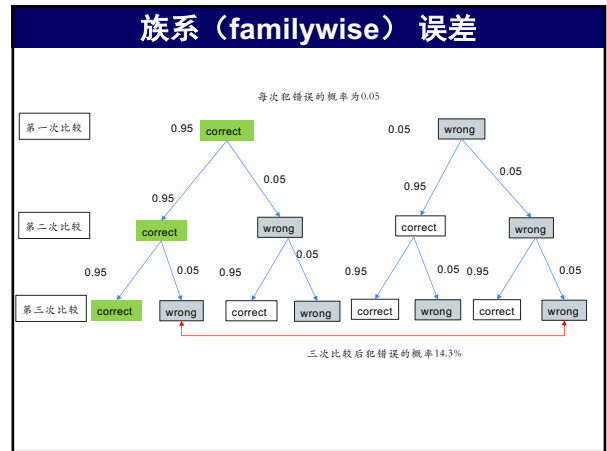 族系（familywise） 误差
每次犯错误的概率为0.05
第一次比较 0.95 correct 0.05 wrong
0.95 0.05 0.95 0.05
第二次比较 correct wrong correct wrong
0.95 0.05 0.95 0.05 0.95 0.05 0.95 0.05
第三次比较 correct wrong correct wrong correct wrong correct wrong
三次比较后犯错误的概率14.3%